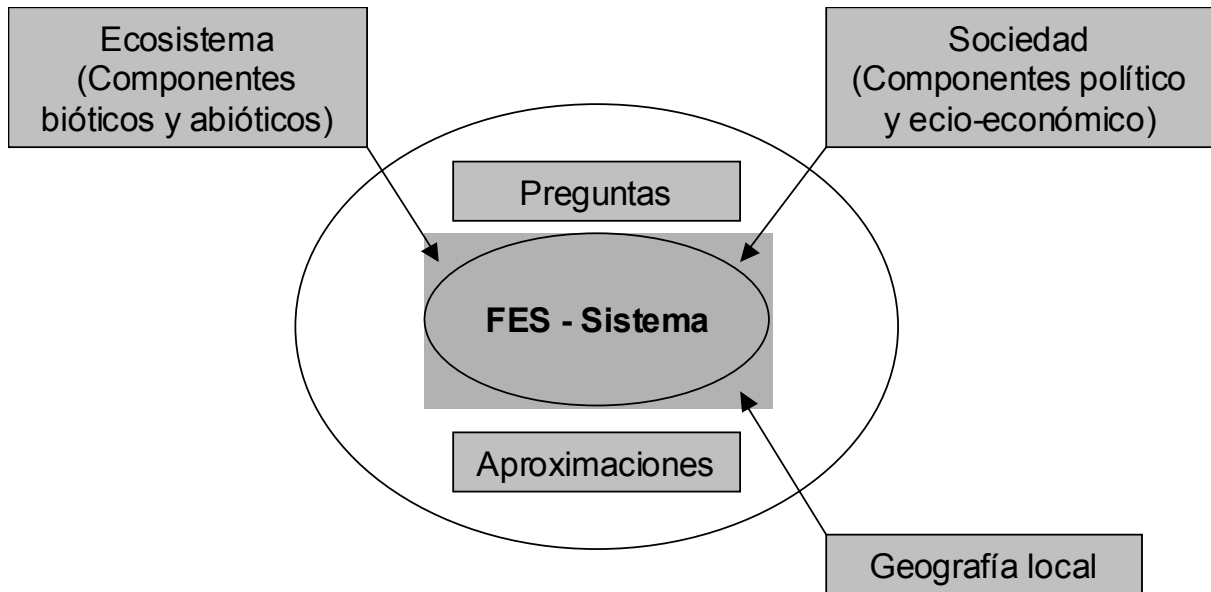 Ecosistema
(Componentes
bióticos y abióticos)
Sociedad
(Componentes político
y ecio-económico)
Preguntas
FES - Sistema
Aproximaciones
Geografía local